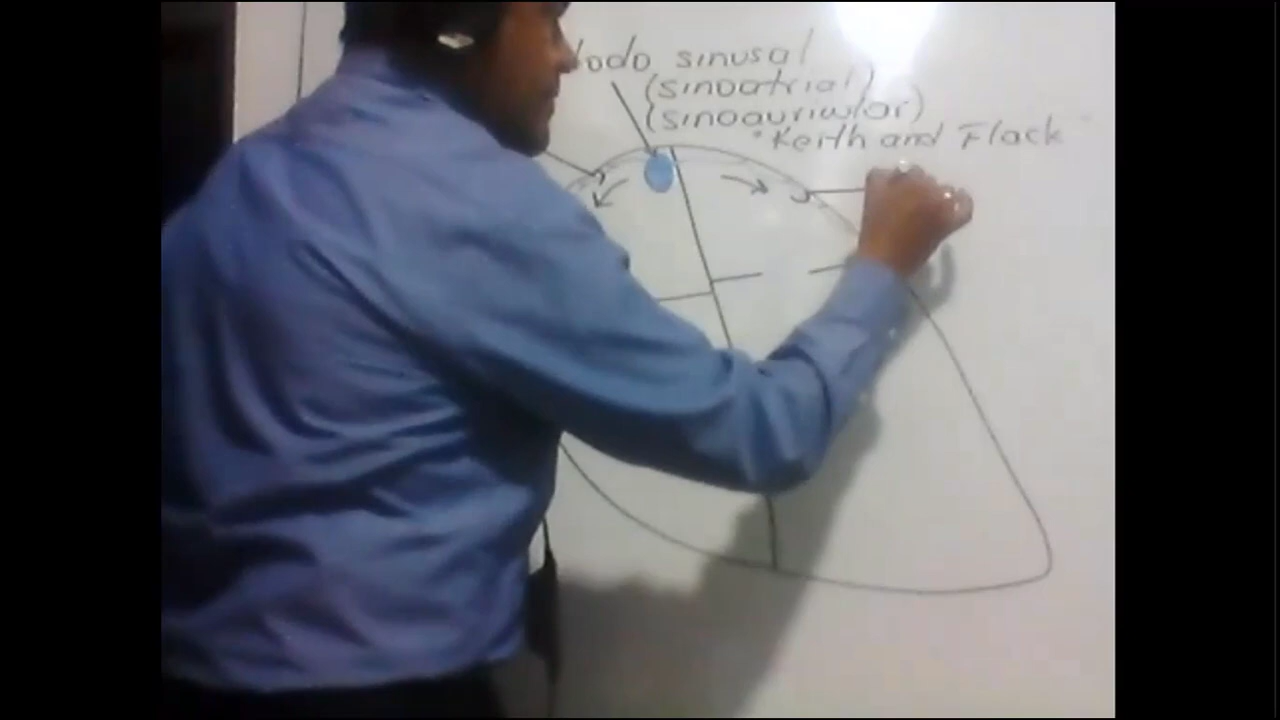 odo sinusal
(sinoatrial)
(sinoauricular)
"Keith and Flack"